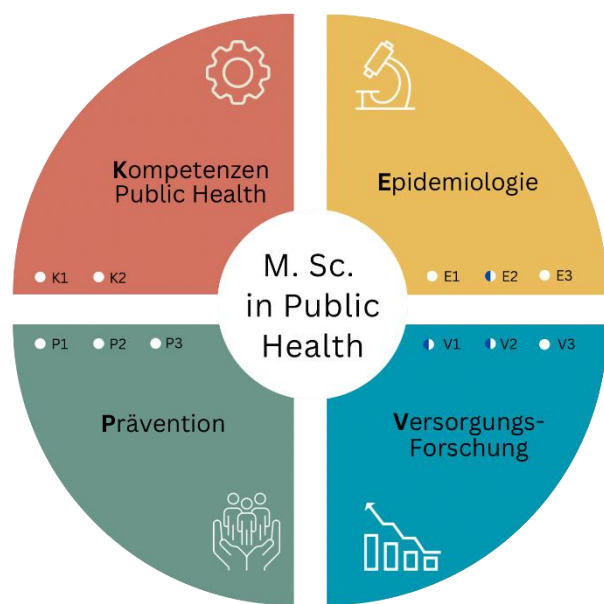 Kompetenzen
Public Health
K1 K2
Epidemiologie
E1 E2 E3
M. Sc.
in Public
Health
P1 P2 P3
Prävention
V1 V2 V3
Versorgungs-
Forschung